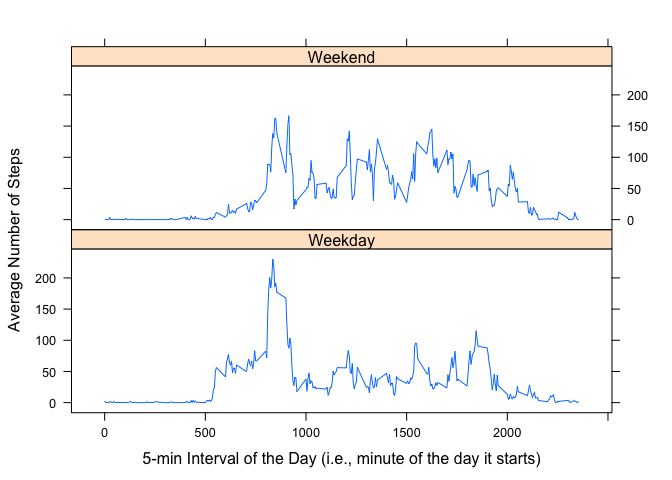 Weekend
200
150
100
50
0
Weekday
200
150
100
50
0
0 500 1000 1500 2000
5-min Interval of the Day (i.e., minute of the day it starts)
Average Number of Steps